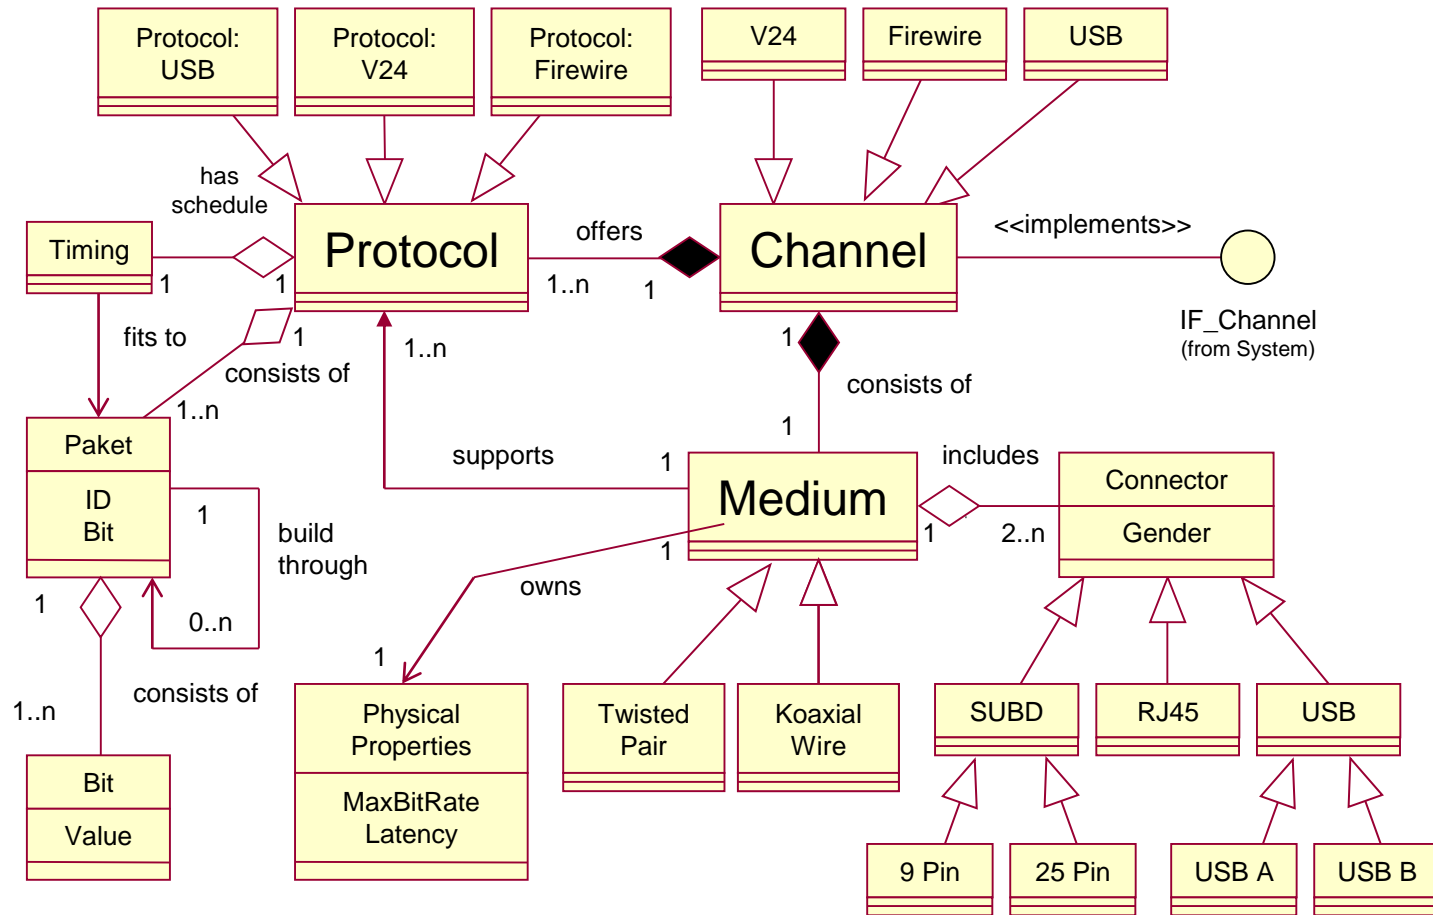 Protocol:
USB
Protocol:
V24
Protocol:
Firewire
V24
Firewire
USB
has
schedule
Timing
1
1
Protocol
offers
1..n
1
Channel
<<implements>>
IF_Channel
(from System)
fits to
1
consists of
1..n
1..n
1
consists of
1
Paket
ID
Bit
1
build
through
0..n
1
supports
1
Medium
1
includes
1
2..n
Connector
Gender
owns
1
consists of
1..n
Bit
Value
Physical
Properties
MaxBitRate
Latency
Twisted
Pair
Koaxial
Wire
SUBD
RJ45
USB
9 Pin
25 Pin
USB A
USB B